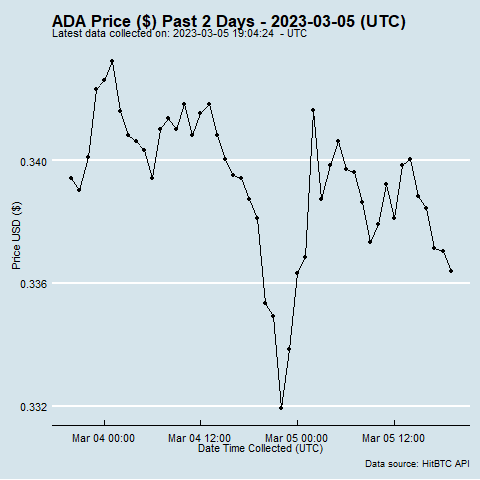 ADA Price ($) Past 2 Days - 2023-03-05 (UTC)
Latest data collected on: 2023-03-05 19:04:24  - UTC
0.340
0.336
0.332
Price USD ($)
Mar 04 00:00 Mar 04 12:00 Mar 05 00:00 Mar 05 12:00
Date Time Collected (UTC)
Data source: HitBTC API